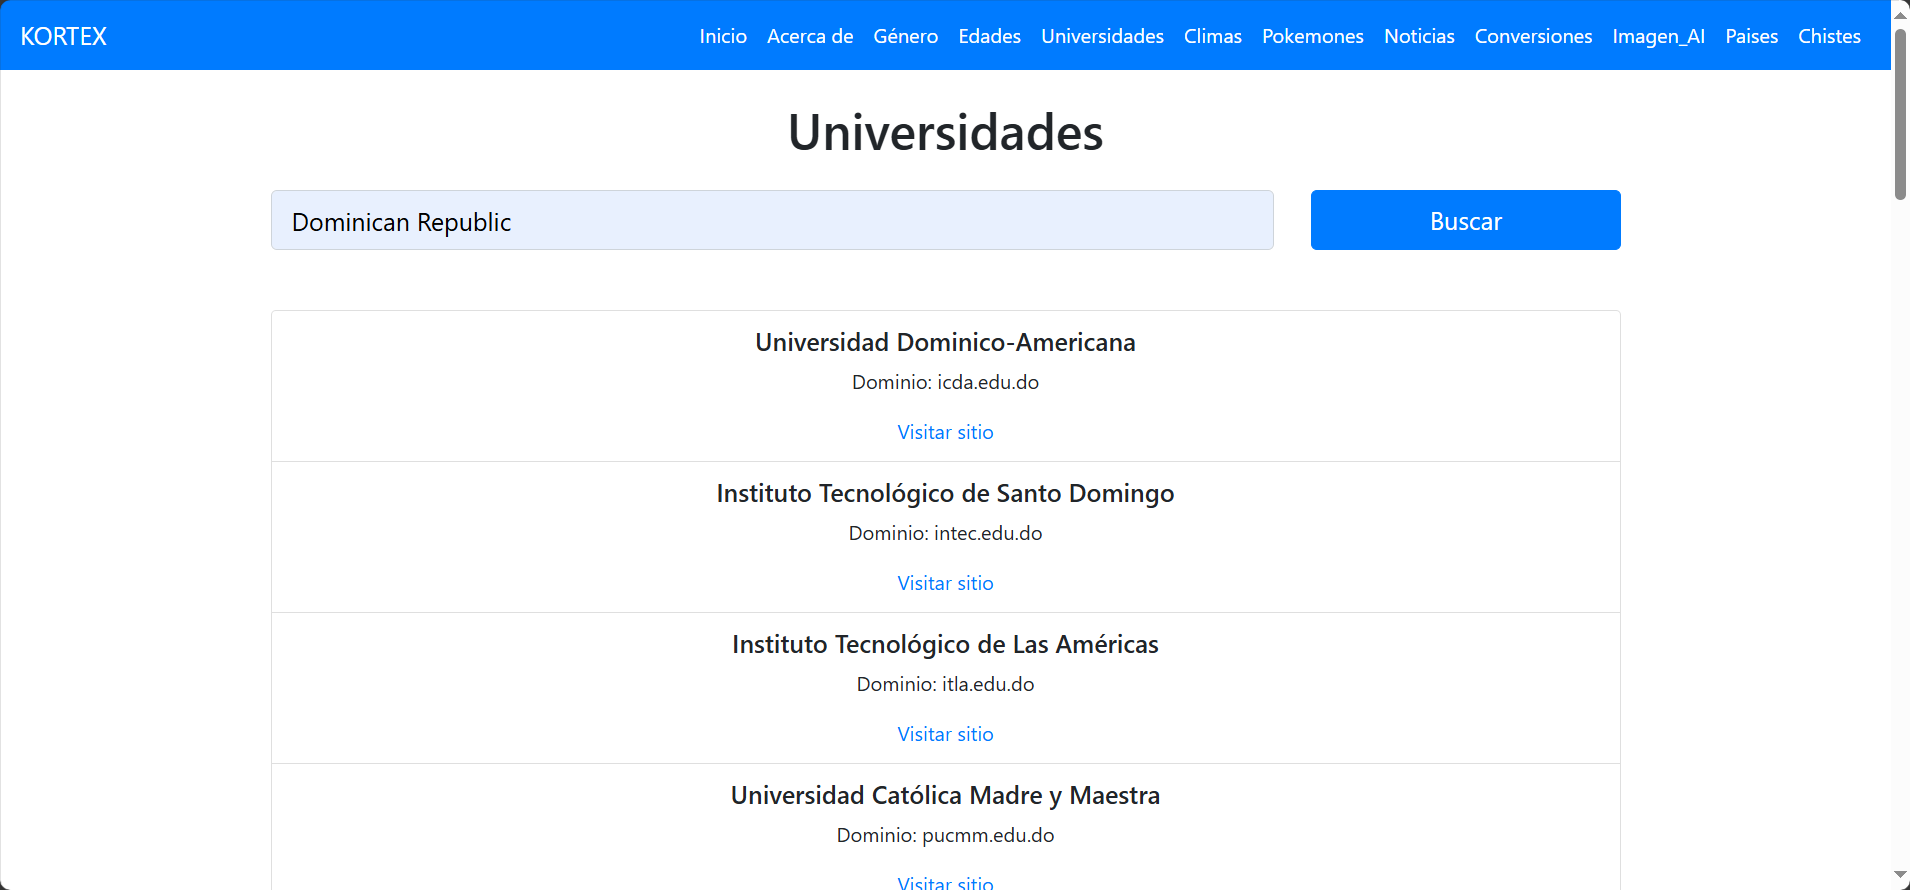 KORTEX Inicio Acerca de Género Edades Universidades Climas Pokemones Noticias Conversiones Imagen_AI Paises Chistes
Universidades
Dominican Republic Buscar
Universidad Dominico-Americana
Dominio: icda.edu.do
Visitar sitio
Instituto Tecnológico de Santo Domingo
Dominio: intec.edu.do
Visitar sitio
Instituto Tecnológico de Las Américas
Dominio: itla.edu.do
Visitar sitio
Universidad Católica Madre y Maestra
Dominio: pucmm.edu.do
Visitar sitio